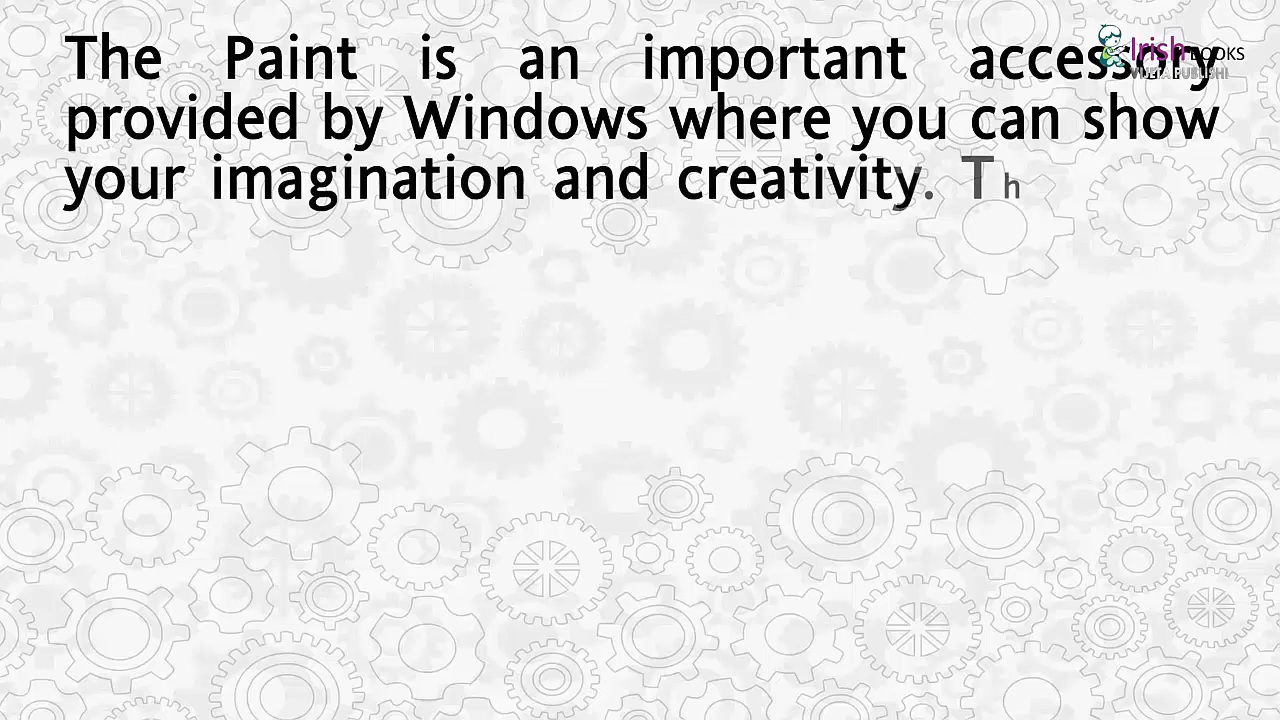 The Paint is an important accessory
provided by Windows where you can show
your imagination and creativity. Th
Irish BOOKS